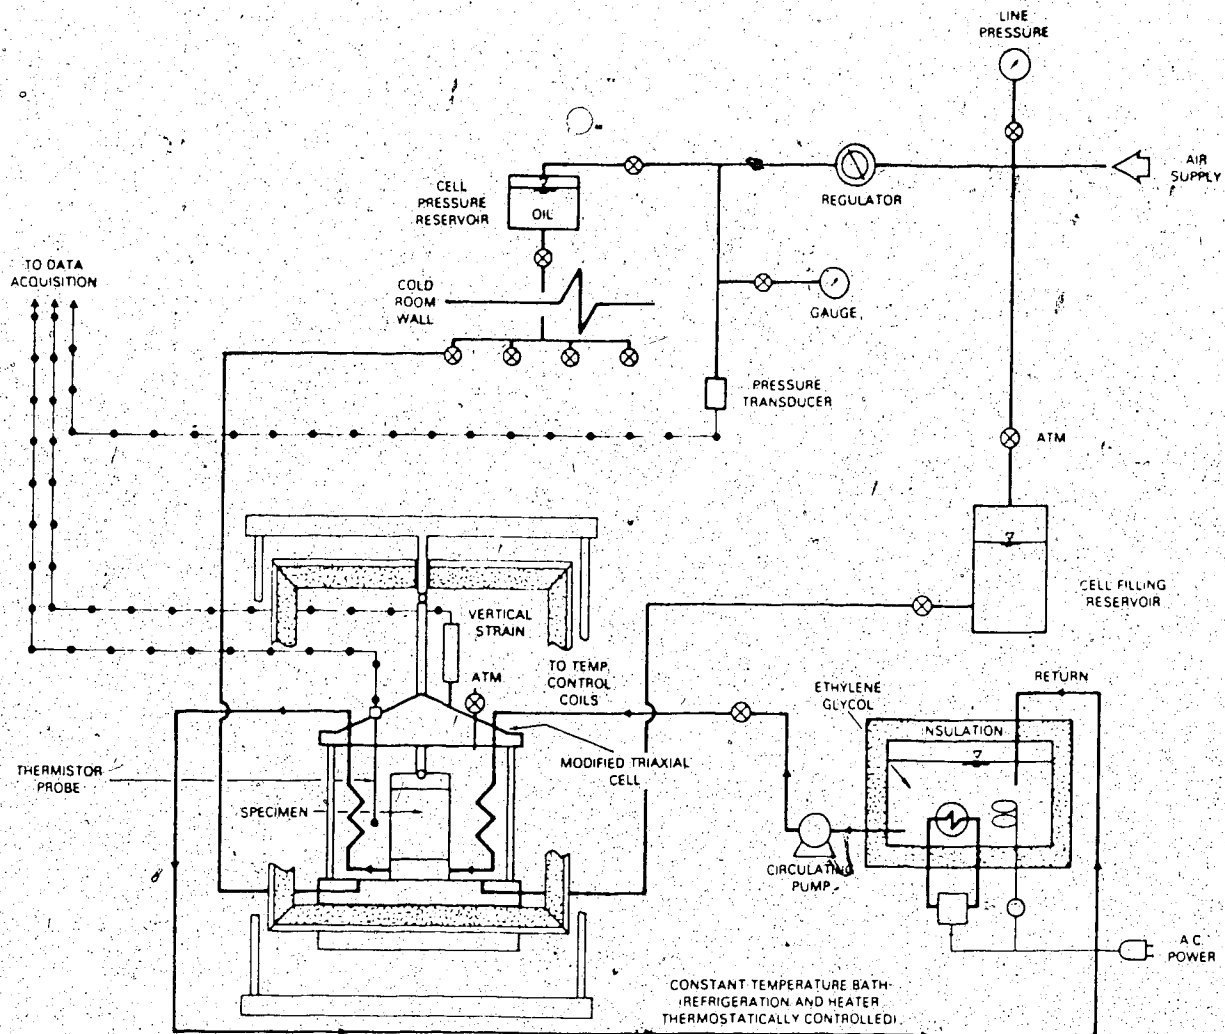 LINE
PRESSURE
AIR
SUPPLY
REGULATOR
CELL
PRESSURE
RESERVOIR
OIL
TO DATA
ACQUISITION
COLD
ROOM
WALL
GAUGE
PRESSURE
TRANSDUCER
ATM
CELL FILLING
RESERVOIR
VERTICAL
STRAIN
ATM
TO TEMP.
CONTROL
COILS
ETHYLENE
GLYCOL
RETURN
INSULATION
MODIFIED TRIAXIAL
CELL
THERMISTOR
PROBE
SPECIMEN
CIRCULATING
PUMP
A.C.
POWER
CONSTANT TEMPERATURE BATH
(REFRIGERATION AND HEATER
THERMOSTATICALLY CONTROLLED)